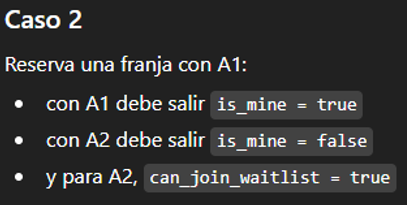 Caso 2
Reserva una franja con A1:
• con A1 debe salir is_mine = true
• con A2 debe salir is_mine = false
• y para A2, can_join_waitlist = true